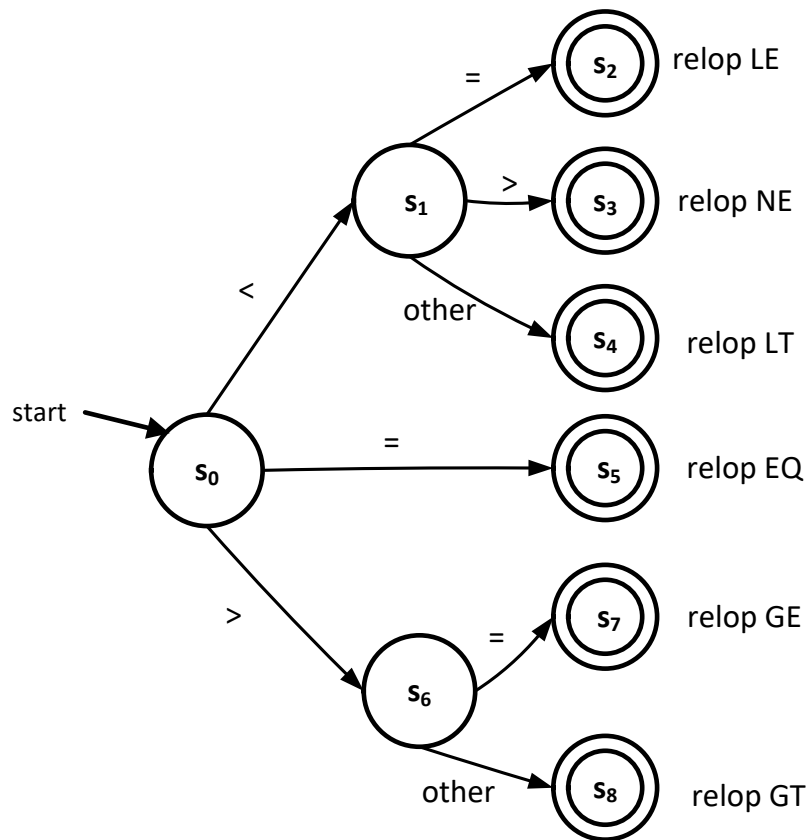 s2 relop LE
=
s1 > s3 relop NE
<
other
s4 relop LT
start
=
s0 s5 relop EQ
> = s7 relop GE
s6
other s8 relop GT